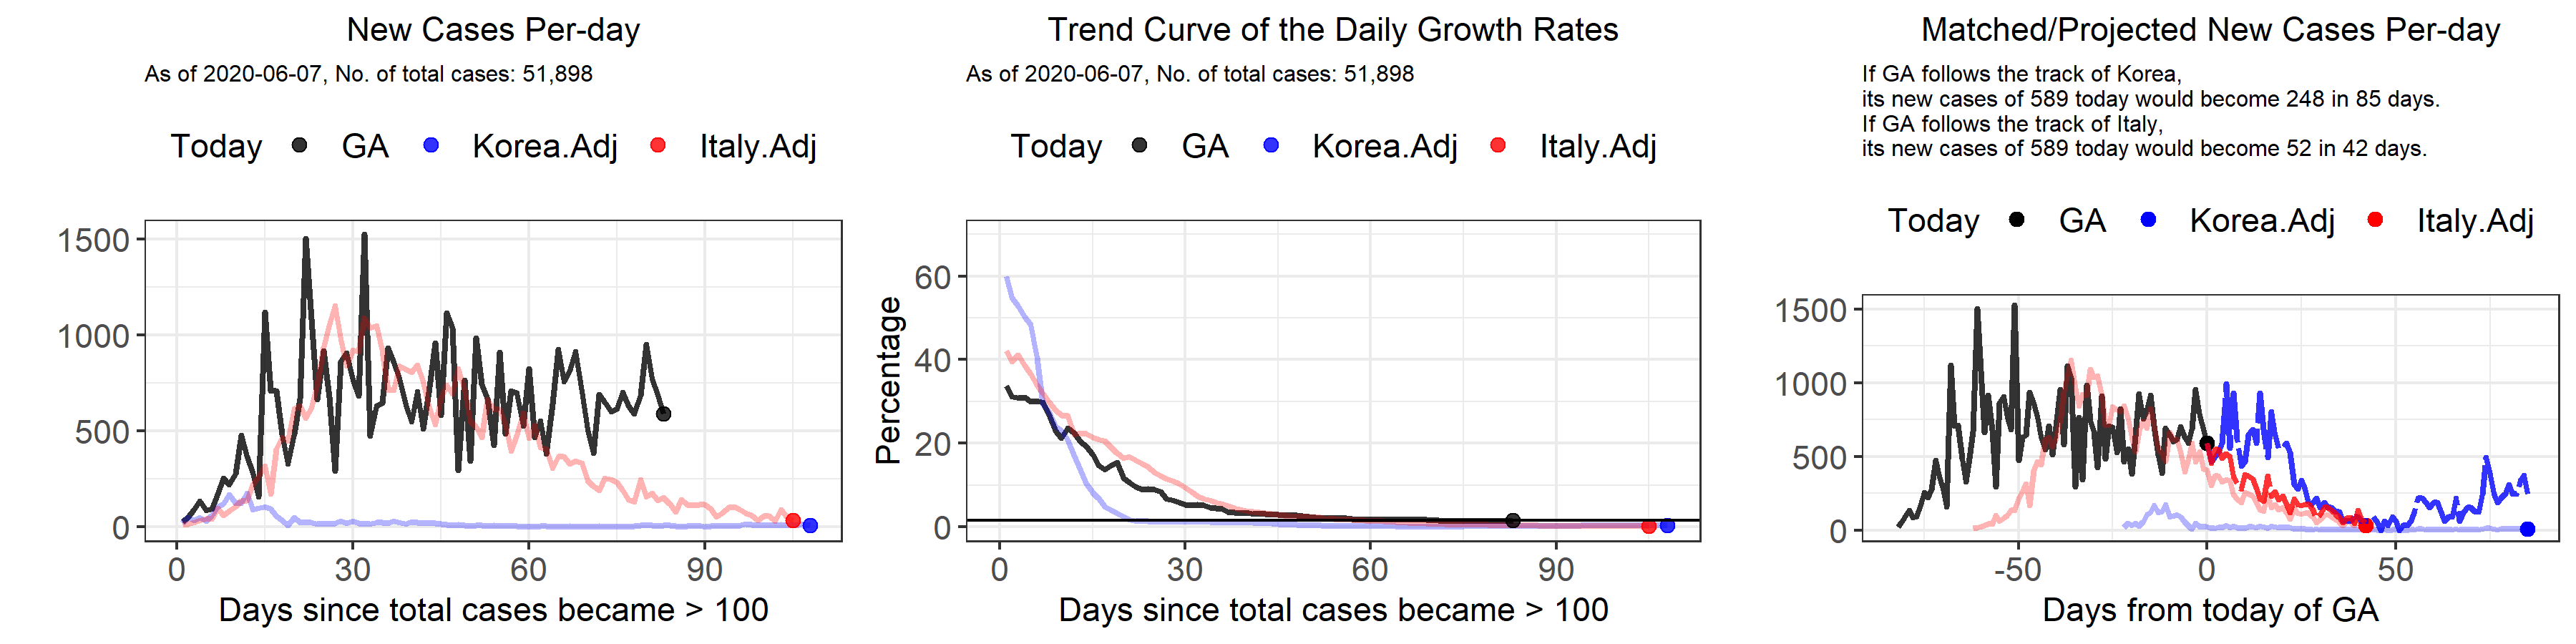 New Cases Per-day
As of 2020-06-07, No. of total cases: 51,898
Today GA Korea.Adj Italy.Adj
1500
1000
500
0
0 30 60 90
Days since total cases became > 100
Trend Curve of the Daily Growth Rates
As of 2020-06-07, No. of total cases: 51,898
Today GA Korea.Adj Italy.Adj
Percentage
60
40
20
0
0 30 60 90
Days since total cases became > 100
Matched/Projected New Cases Per-day
If GA follows the track of Korea,
its new cases of 589 today would become 248 in 85 days.
If GA follows the track of Italy,
its new cases of 589 today would become 52 in 42 days.
Today GA Korea.Adj Italy.Adj
1500
1000
500
0
-50 0 50
Days from today of GA